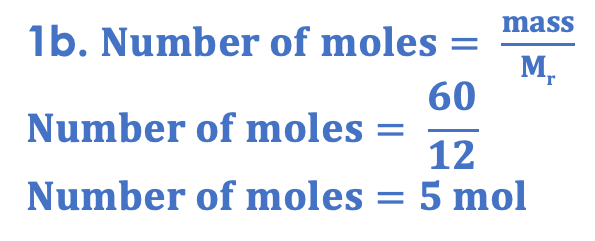 1b. Number of moles = mass / Mᵣ
Number of moles = 60 / 12
Number of moles = 5 mol